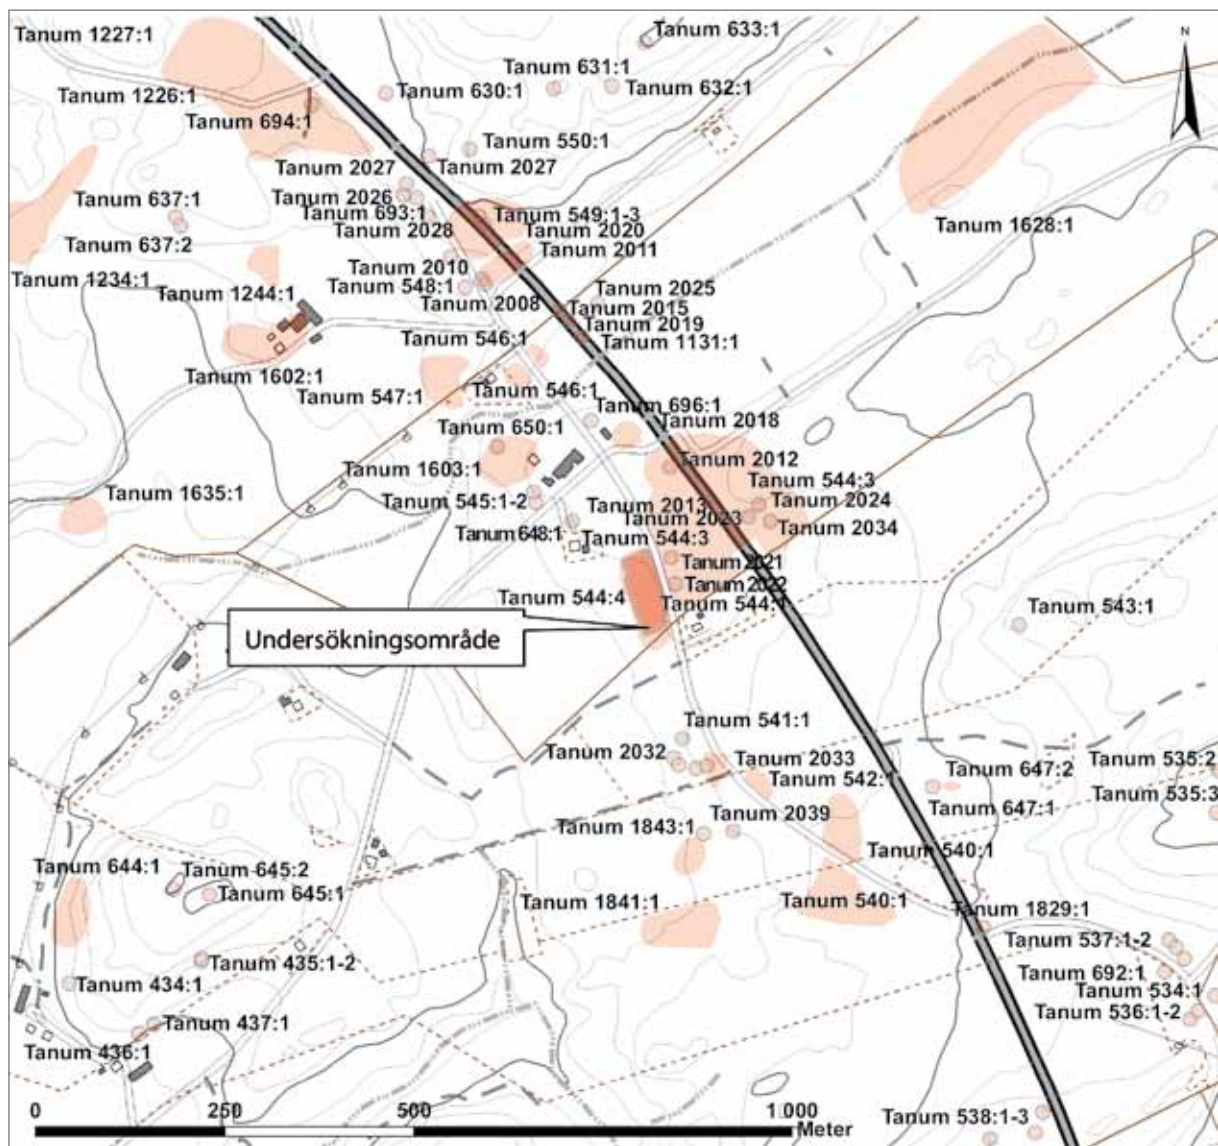 Tanum 1227:1
Tanum 633:1
N
Tanum 631:1
Tanum 1226:1
Tanum 630:1
Tanum 632:1
Tanum 694:1
Tanum 550:1
Tanum 2027
Tanum 2027
Tanum 637:1
Tanum 2026
Tanum 693:1
Tanum 549:1-3
Tanum 2028
Tanum 2020
Tanum 1628:1
Tanum 637:2
Tanum 2011
Tanum 1234:1
Tanum 2010
Tanum 1244:1
Tanum 548:1
Tanum 2025
Tanum 2008
Tanum 2015
Tanum 2019
Tanum 546:1
Tanum 1131:1
Tanum 1602:1
Tanum 547:1
Tanum 546:1
Tanum 696:1
Tanum 2018
Tanum 650:1
Tanum 2012
Tanum 1603:1
Tanum 544:3
Tanum 1635:1
Tanum 545:1-2
Tanum 2013
Tanum 2024
Tanum 2023
Tanum 2034
Tanum 648:1
Tanum 544:3
Tanum 2021
Tanum 2022
Tanum 544:4
Tanum 544:1
Tanum 543:1
Undersökningsområde
Tanum 541:1
Tanum 2032
Tanum 2033
Tanum 535:2
Tanum 542:1
Tanum 647:2
Tanum 535:3
Tanum 647:1
Tanum 2039
Tanum 1843:1
Tanum 540:1
Tanum 644:1
Tanum 645:2
Tanum 645:1
Tanum 1841:1
Tanum 540:1
Tanum 1829:1
Tanum 537:1-2
Tanum 435:1-2
Tanum 692:1
Tanum 434:1
Tanum 534:1
Tanum 536:1-2
Tanum 437:1
Tanum 436:1
0
250
500
1 000
Meter
Tanum 538:1-3